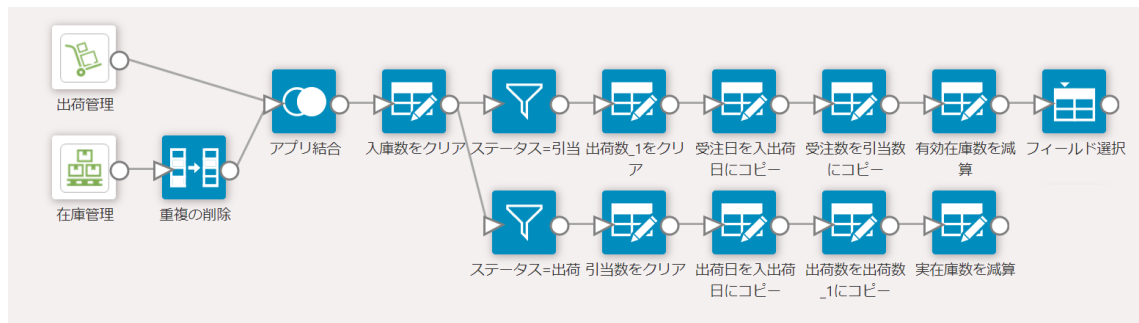 出荷管理
アプリ結合
入庫数をクリア
ステータス=引当
出荷数_1をクリ
ア
受注日を入出荷
日にコピー
受注数を引当数
にコピー
有効在庫数を減
算
フィールド選択
在庫管理
重複の削除
ステータス=出荷
引当数をクリア
出荷日を入出荷
日にコピー
出荷数を出荷数
_1にコピー
実在庫数を減算